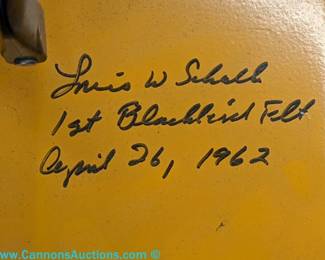 Louis W Schalk
1st Blackbird Flt
April 26, 1962
www.CannonsAuctions.com ©